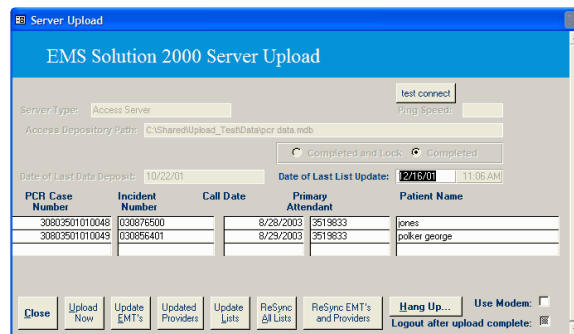 Server Upload
EMS Solution 2000 Server Upload
test connect
Server Type: Access Server Ping Speed:
Access Depository Path: C:\Shared\Upload_Test\Data\pcr data.mdb
Completed and Lock Completed
Date of Last Data Deposit: 10/22/01 Date of Last List Update: 12/16/01 11:06 AM
PCR Case Number Incident Number Call Date Primary Attendant Patient Name
30803501010048 030876500 8/28/2003 3519833 jones
30803501010049 030856401 8/29/2003 3519833 polker george
Close Upload Now Update EMT's Updated Providers Update Lists ReSync All Lists ReSync EMT's and Providers Hang Up... Use Modem:
Logout after upload complete: